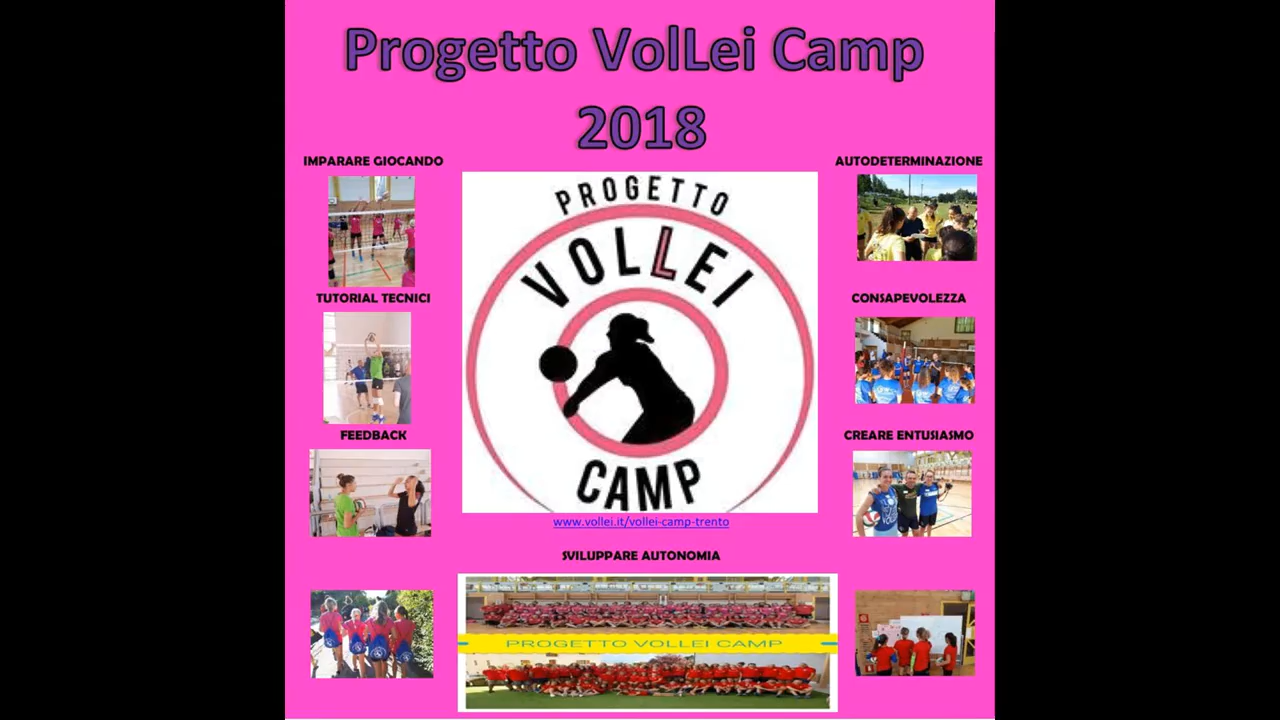 Progetto VolLei Camp
2018
IMPARARE GIOCANDO
AUTODETERMINAZIONE
PROGETTO
VOLLEI
CAMP
TUTORIAL TECNICI
CONSAPEVOLEZZA
FEEDBACK
CREARE ENTUSIASMO
www.vollei.it/vollei-camp-trento
SVILUPPARE AUTONOMIA
PROGETTO VOLLEI CAMP